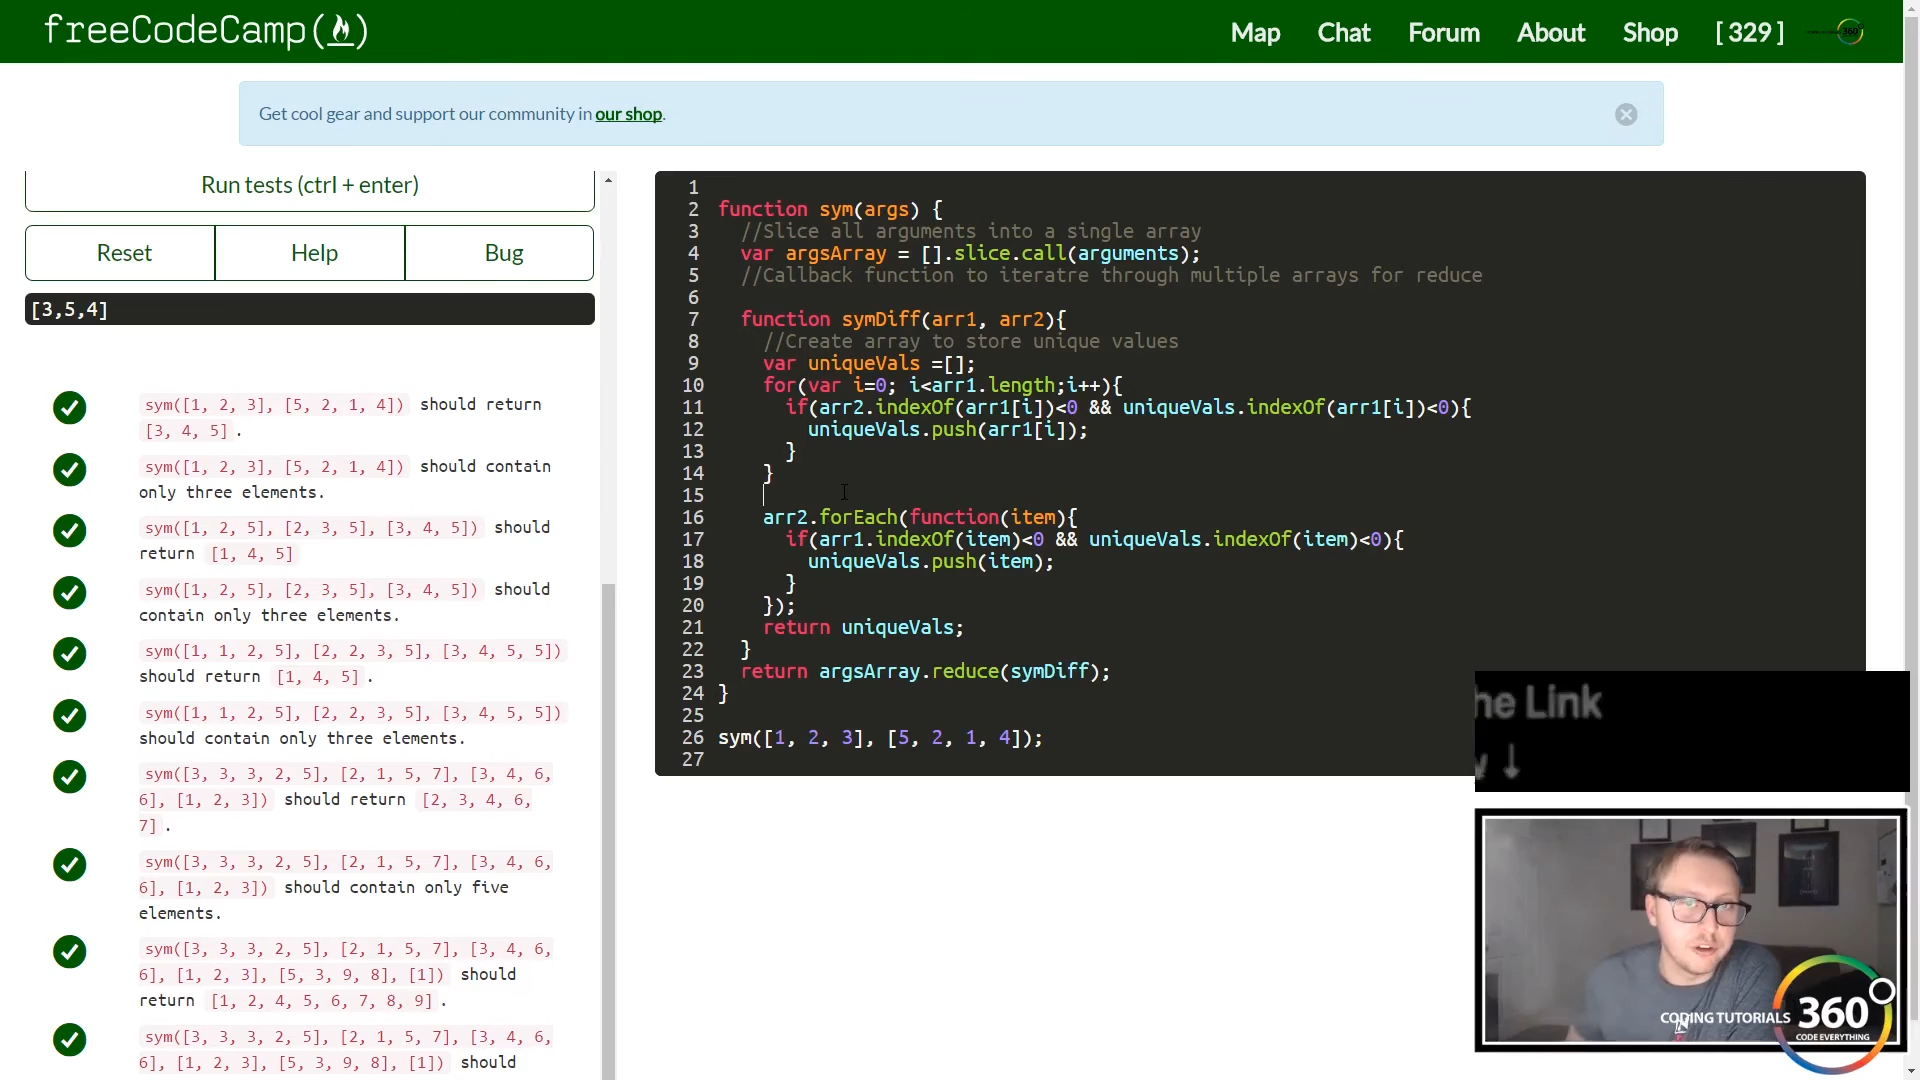 freeCodeCamp
Map Chat Forum About Shop [ 329 ]
Get cool gear and support our community in our shop.
Run tests (ctrl + enter)
Reset Help Bug
[3,5,4]
sym([1, 2, 3], [5, 2, 1, 4]) should return
[3, 4, 5] .
sym([1, 2, 3], [5, 2, 1, 4]) should contain
only three elements.
sym([1, 2, 5], [2, 3, 5], [3, 4, 5]) should
return [1, 4, 5]
sym([1, 2, 5], [2, 3, 5], [3, 4, 5]) should
contain only three elements.
sym([1, 1, 2, 5], [2, 2, 3, 5], [3, 4, 5, 5])
should return [1, 4, 5] .
sym([1, 1, 2, 5], [2, 2, 3, 5], [3, 4, 5, 5])
should contain only three elements.
sym([3, 3, 3, 2, 5], [2, 1, 5, 7], [3, 4, 6,
6], [1, 2, 3]) should return [2, 3, 4, 6,
7] .
sym([3, 3, 3, 2, 5], [2, 1, 5, 7], [3, 4, 6,
6], [1, 2, 3]) should contain only five
elements.
sym([3, 3, 3, 2, 5], [2, 1, 5, 7], [3, 4, 6,
6], [1, 2, 3], [5, 3, 9, 8], [1]) should
return [1, 2, 4, 5, 6, 7, 8, 9] .
sym([3, 3, 3, 2, 5], [2, 1, 5, 7], [3, 4, 6,
6], [1, 2, 3], [5, 3, 9, 8], [1]) should
1
2 function sym(args) {
3 //Slice all arguments into a single array
4 var argsArray = [].slice.call(arguments);
5 //Callback function to iteratre through multiple arrays for reduce
6
7 function symDiff(arr1, arr2){
8 //Create array to store unique values
9 var uniqueVals =[];
10 for(var i=0; i<arr1.length;i++){
11 if(arr2.indexOf(arr1[i])<0 && uniqueVals.indexOf(arr1[i])<0){
12 uniqueVals.push(arr1[i]);
13 }
14 }
15
16 arr2.forEach(function(item){
17 if(arr1.indexOf(item)<0 && uniqueVals.indexOf(item)<0){
18 uniqueVals.push(item);
19 }
20 });
21 return uniqueVals;
22 }
23 return argsArray.reduce(symDiff);
24 }
25
26 sym([1, 2, 3], [5, 2, 1, 4]);
27
he Link
↓
CODING TUTORIALS 360
CODE EVERYTHING